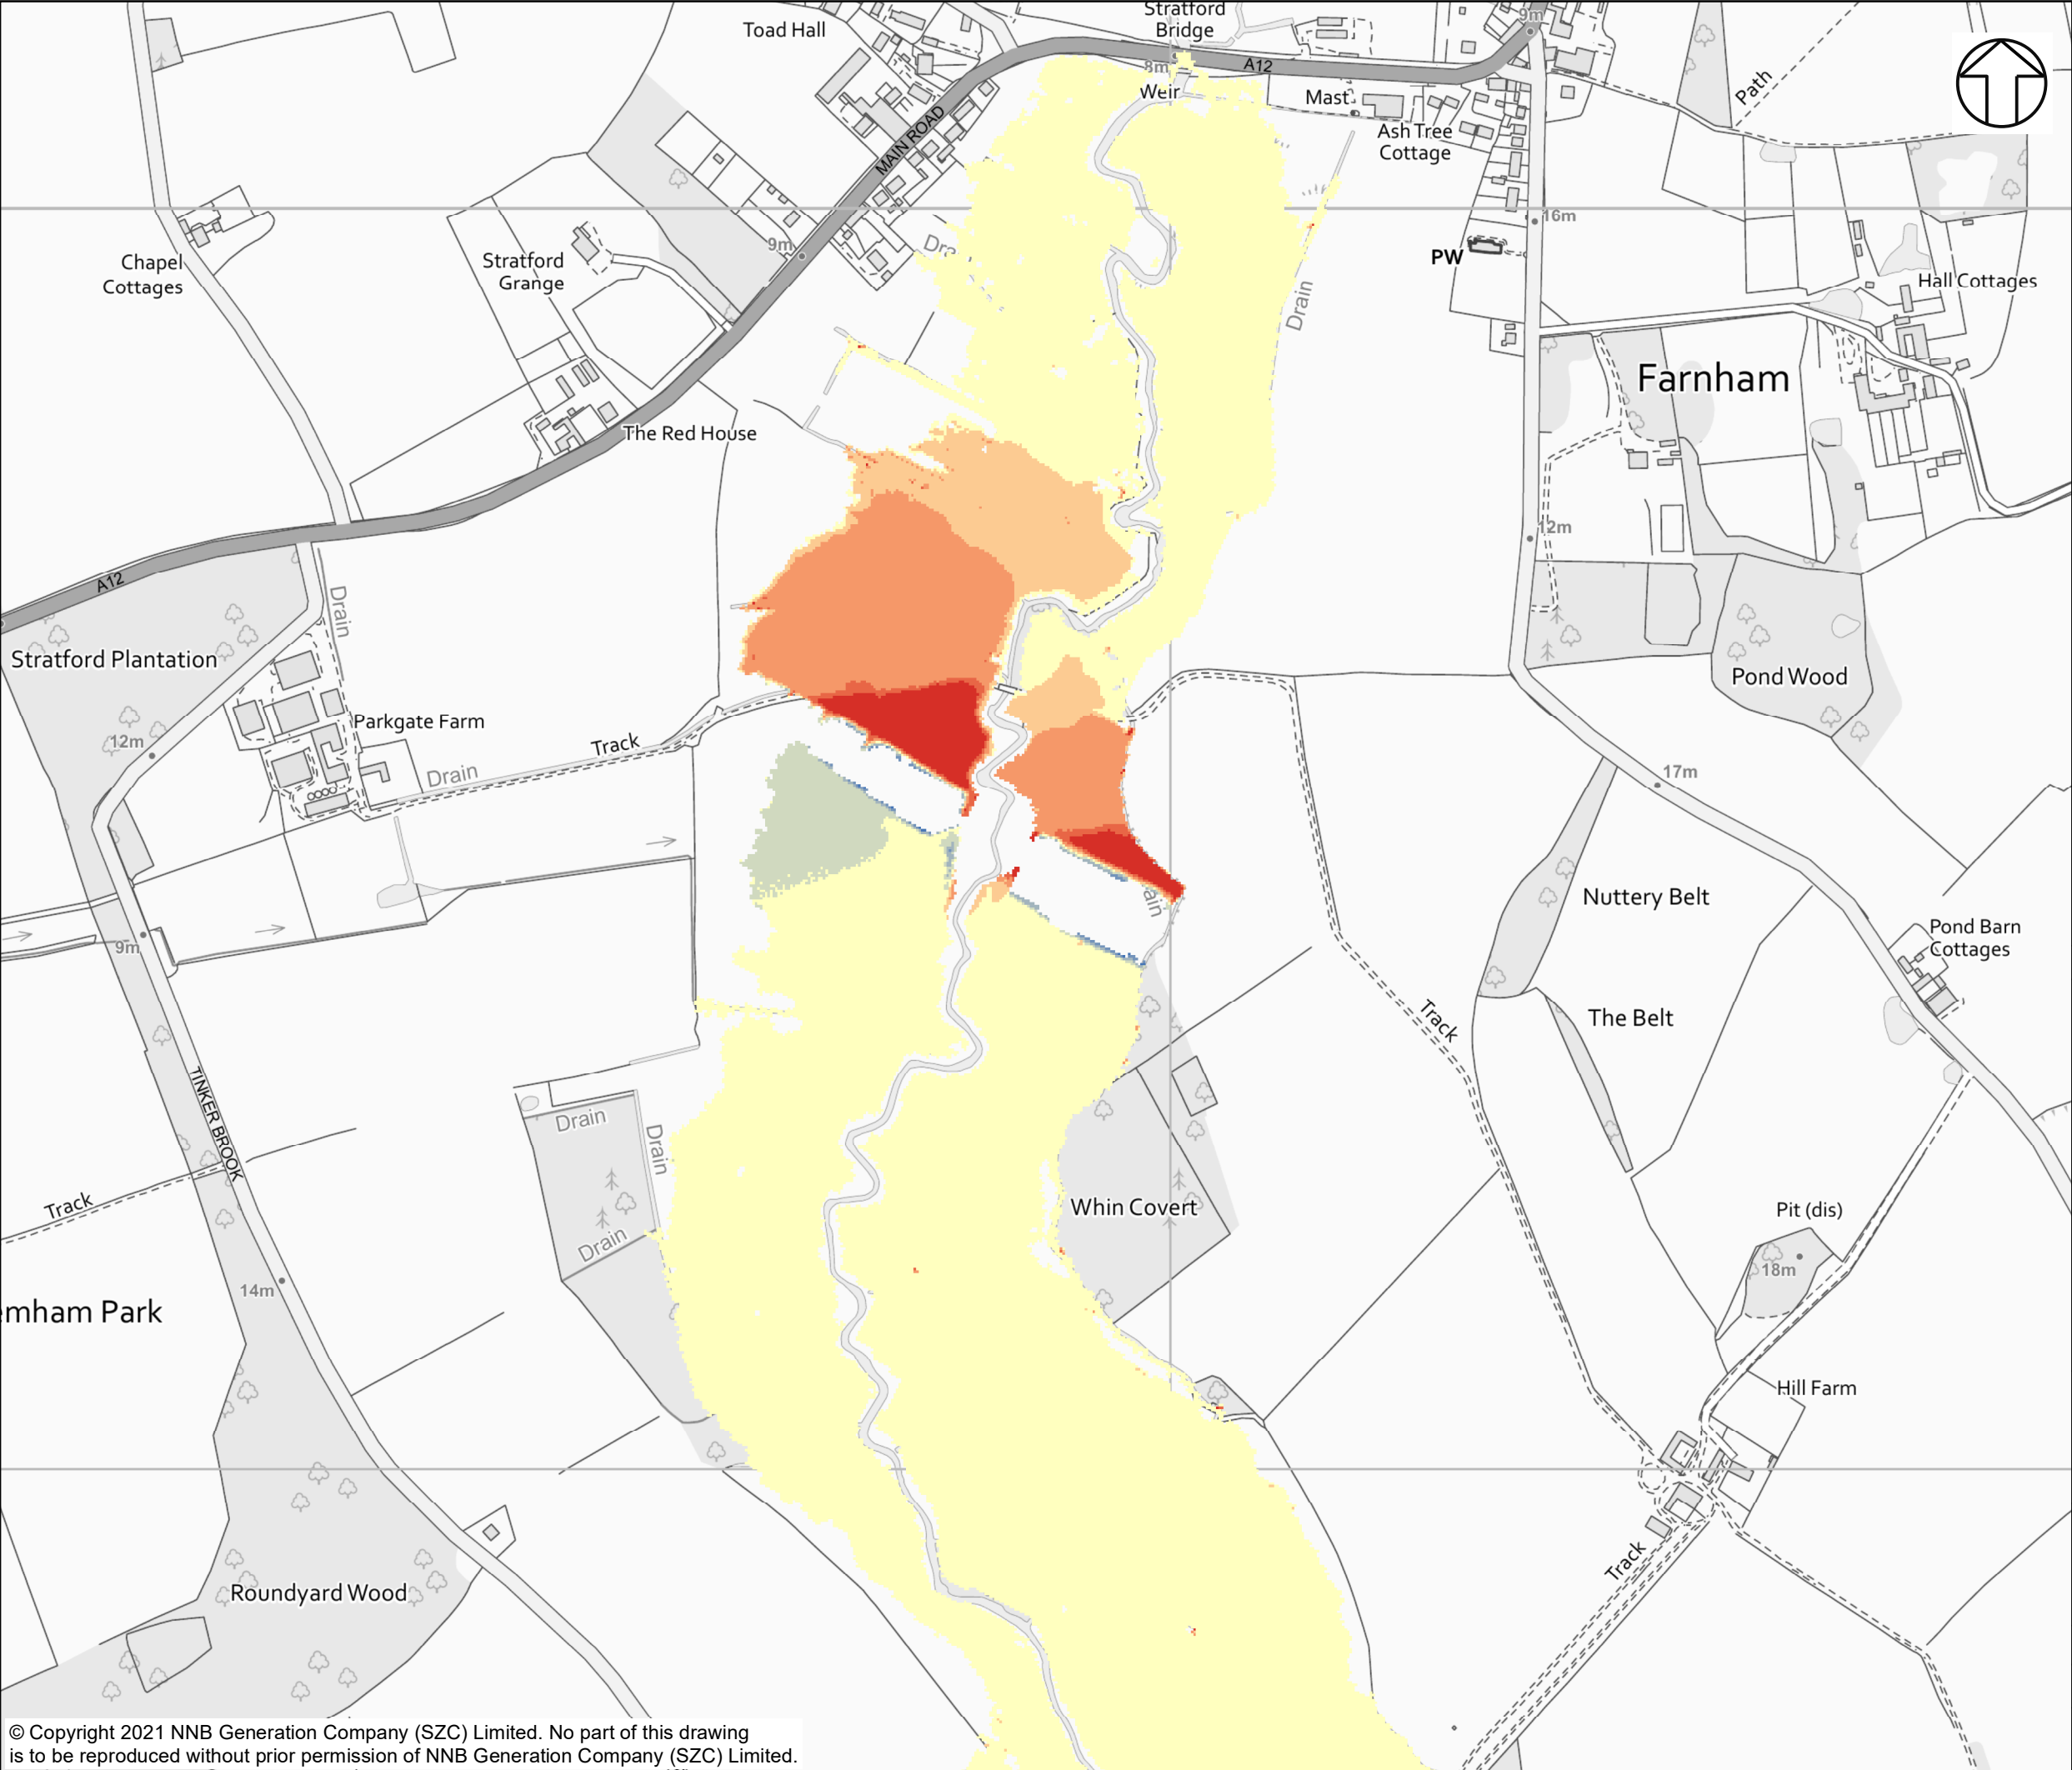 Stratford
Bridge
9m
Toad Hall
A12
8m
Weir
Mast
Path
Ash Tree
Cottage
MAIN ROAD
16m
9m
PW
Chapel
Cottages
Stratford
Grange
Hall Cottages
Drain
Farnham
The Red House
12m
A12
Drain
Stratford Plantation
Pond Wood
Parkgate Farm
12m
Track
Drain
17m
Nuttery Belt
Pond Barn
Cottages
9m
The Belt
Track
TINKER BROOK
Drain
Drain
Track
Whin Covert
Pit (dis)
Drain
18m
14m
emham Park
Hill Farm
Track
Roundyard Wood
© Copyright 2021 NNB Generation Company (SZC) Limited. No part of this drawing
is to be reproduced without prior permission of NNB Generation Company (SZC) Limited.